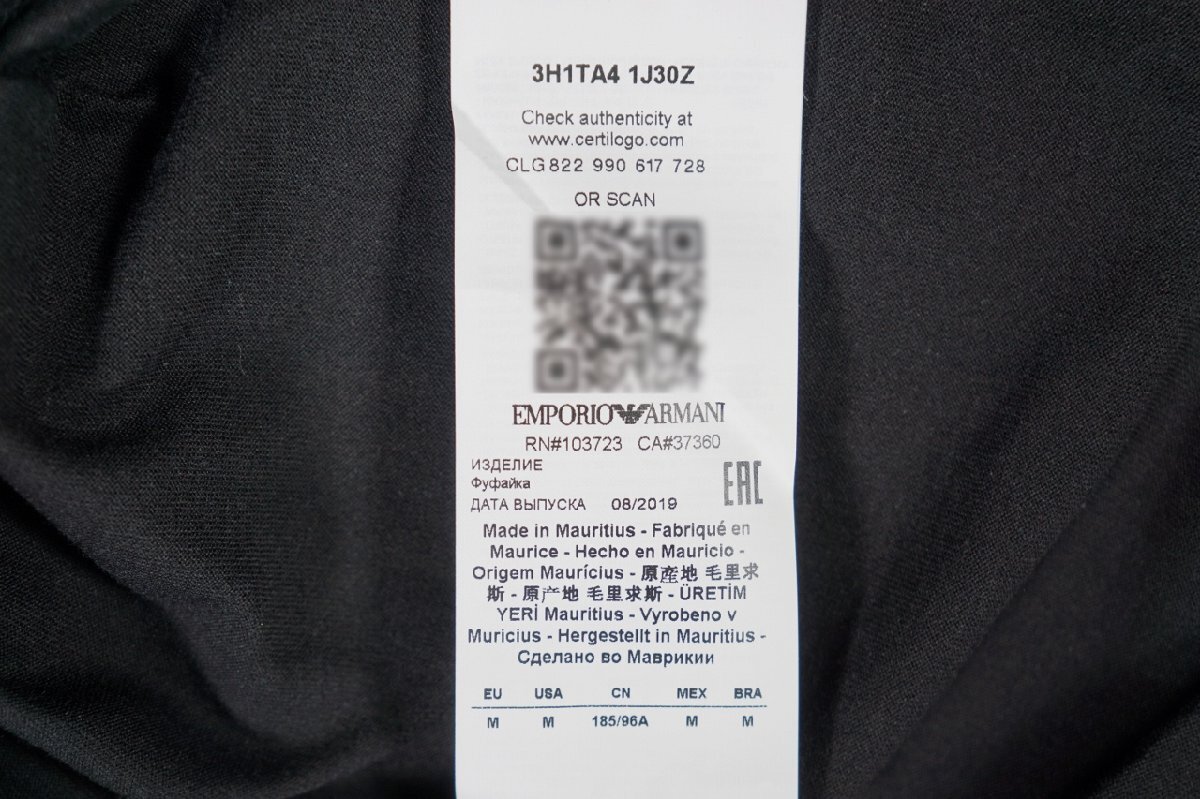 3H1TA4 1J30Z
Check authenticity at
www.certilogo.com
CLG 822 990 617 728
OR SCAN
EMPORIO ARMANI
RN#103723 CA#37360
ИЗДЕЛИЕ
Фуфайка
EAC
ДАТА ВЫПУСКА 08/2019
Made in Mauritius - Fabriqué en
Maurice - Hecho en Mauricio -
Origem Maurícius - 原産地 毛里求
斯 - 原产地 毛里求斯 - ÜRETİM
YERİ Mauritius - Vyrobeno v
Muricius - Hergestellt in Mauritius -
Сделано во Маврикии
EU USA CN MEX BRA
M M 185/96A M M